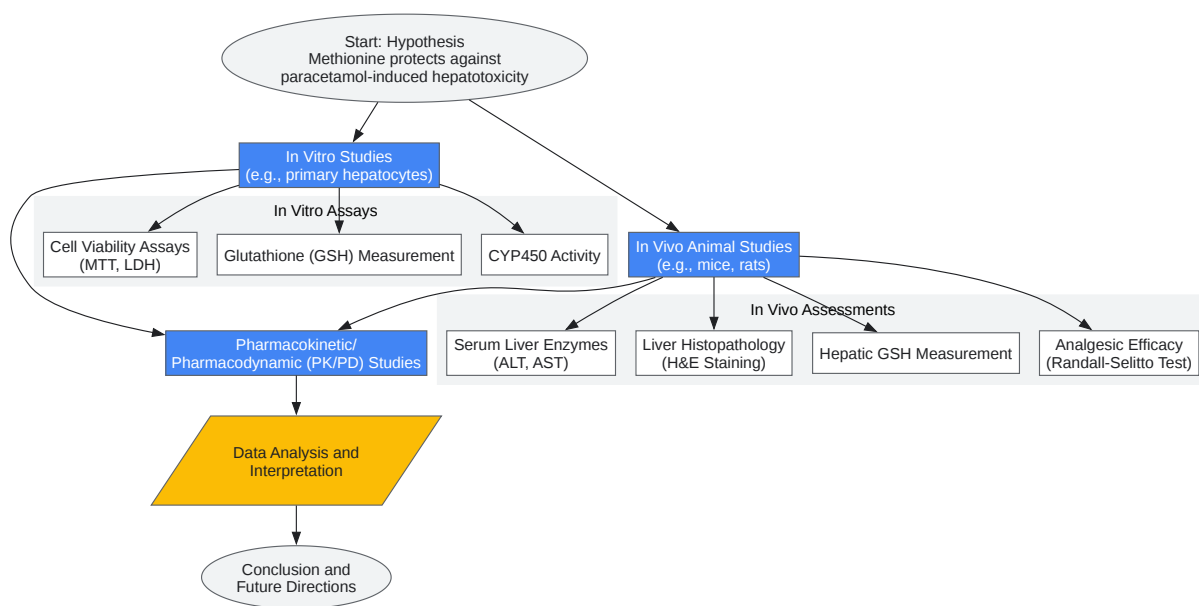 Start: Hypothesis
Methionine protects against
paracetamol-induced hepatotoxicity
In Vitro Studies
(e.g., primary hepatocytes)
In Vitro Assays
Cell Viability Assays
(MTT, LDH)
Glutathione (GSH) Measurement
CYP450 Activity
In Vivo Animal Studies
(e.g., mice, rats)
In Vivo Assessments
Pharmacokinetic/
Pharmacodynamic (PK/PD) Studies
Serum Liver Enzymes
(ALT, AST)
Liver Histopathology
(H&E Staining)
Hepatic GSH Measurement
Analgesic Efficacy
(Randall-Selitto Test)
Data Analysis and
Interpretation
Conclusion and
Future Directions